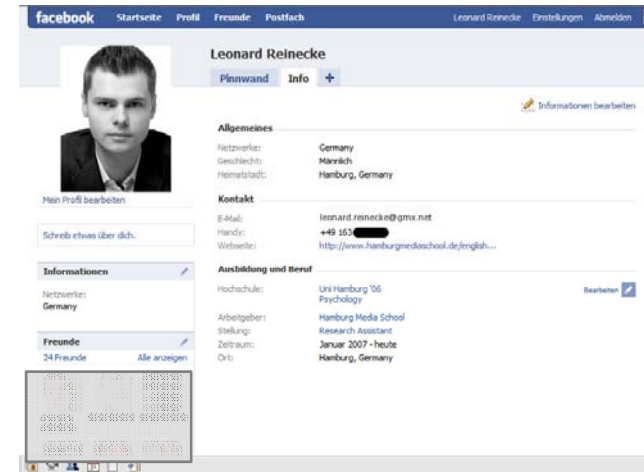 facebook Startseite Profil Freunde Postfach Leonard Reinecke Einstellungen Abmelden
Leonard Reinecke
Pinnwand Info +
Informationen bearbeiten
Allgemeines
Netzwerke: Germany
Geschlecht: Männlich
Heimatstadt: Hamburg, Germany
Mein Profil bearbeiten
Kontakt
E-Mail: leonard.reinecke@gmx.net
Handy: +49 163
Webseite: http://www.hamburgmediaschool.de/english...
Schreib etwas über dich.
Informationen
Netzwerke:
Germany
Ausbildung und Beruf
Hochschule: Uni Hamburg '06 Bearbeiten
Psychology
Arbeitgeber: Hamburg Media School
Stellung: Research Assistant
Zeitraum: Januar 2007 - heute
Ort: Hamburg, Germany
Freunde
24 Freunde Alle anzeigen